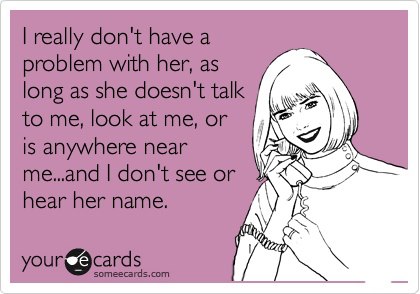 I really don't have a
problem with her, as
long as she doesn't talk
to me, look at me, or
is anywhere near
me...and I don't see or
hear her name.
your e cards
someecards.com